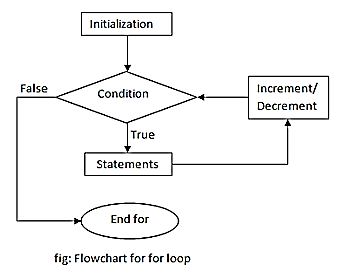 Initialization
False
Condition
Increment/
Decrement
True
Statements
End for
fig: Flowchart for for loop